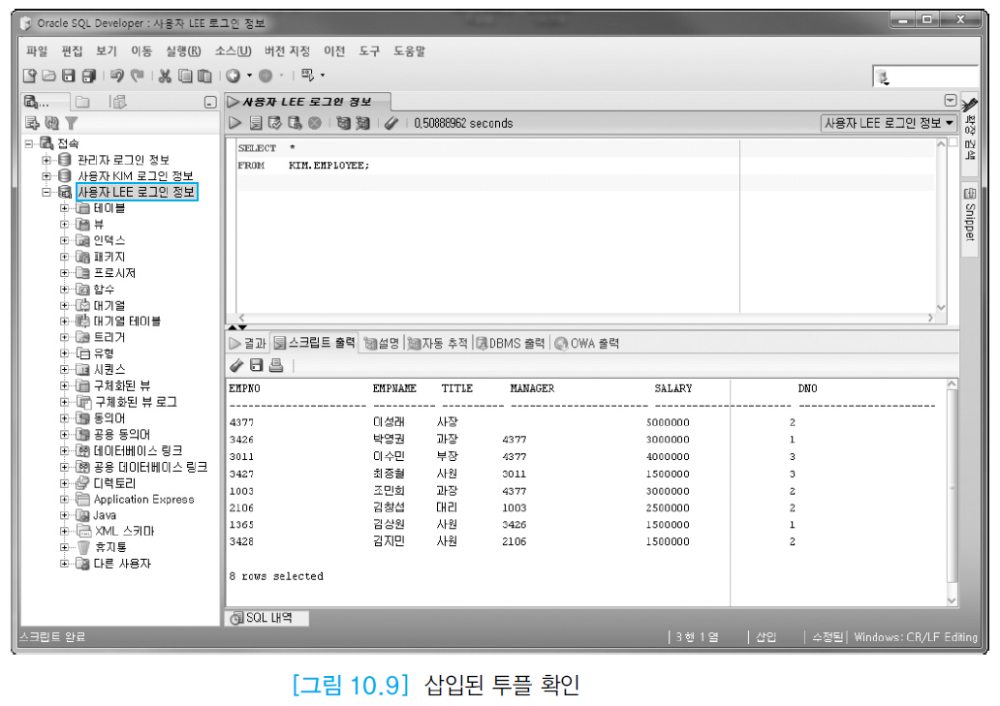 Oracle SQL Developer : 사용자 LEE 로그인 정보
파일 편집 보기 이동 실행(R) 소스(U) 버전 지정 이전 도구 도움말
사용자 LEE 로그인 정보
0,50888962 seconds
사용자 LEE 로그인 정보
접속
관리자 로그인 정보
사용자 KIM 로그인 정보
사용자 LEE 로그인 정보
테이블
뷰
인덱스
패키지
프로시저
함수
대기열
대기열 테이블
트리거
유형
시퀀스
구체화된 뷰
구체화된 뷰 로그
동의어
공용 동의어
데이터베이스 링크
공용 데이터베이스 링크
디렉토리
Application Express
Java
XML 스키마
휴지통
다른 사용자
SELECT *
FROM KIM.EMPLOYEE;
확장 검색
Snippet
결과 스크립트 출력 설명 자동 추적 DBMS 출력 OWA 출력
EMPNO EMPNAME TITLE MANAGER SALARY DNO
4377 이성래 사장 5000000 2
3426 박영권 과장 4377 3000000 1
3011 이수민 부장 4377 4000000 3
3427 최종철 사원 3011 1500000 3
1003 조민희 과장 4377 3000000 2
2106 김창섭 대리 1003 2500000 2
1365 김상원 사원 3426 1500000 1
3428 김지민 사원 2106 1500000 2
8 rows selected
SQL 내역
스크립트 완료
3 행 1 열 삽입 수정됨 Windows: CR/LF Editing
[그림 10.9] 삽입된 투플 확인